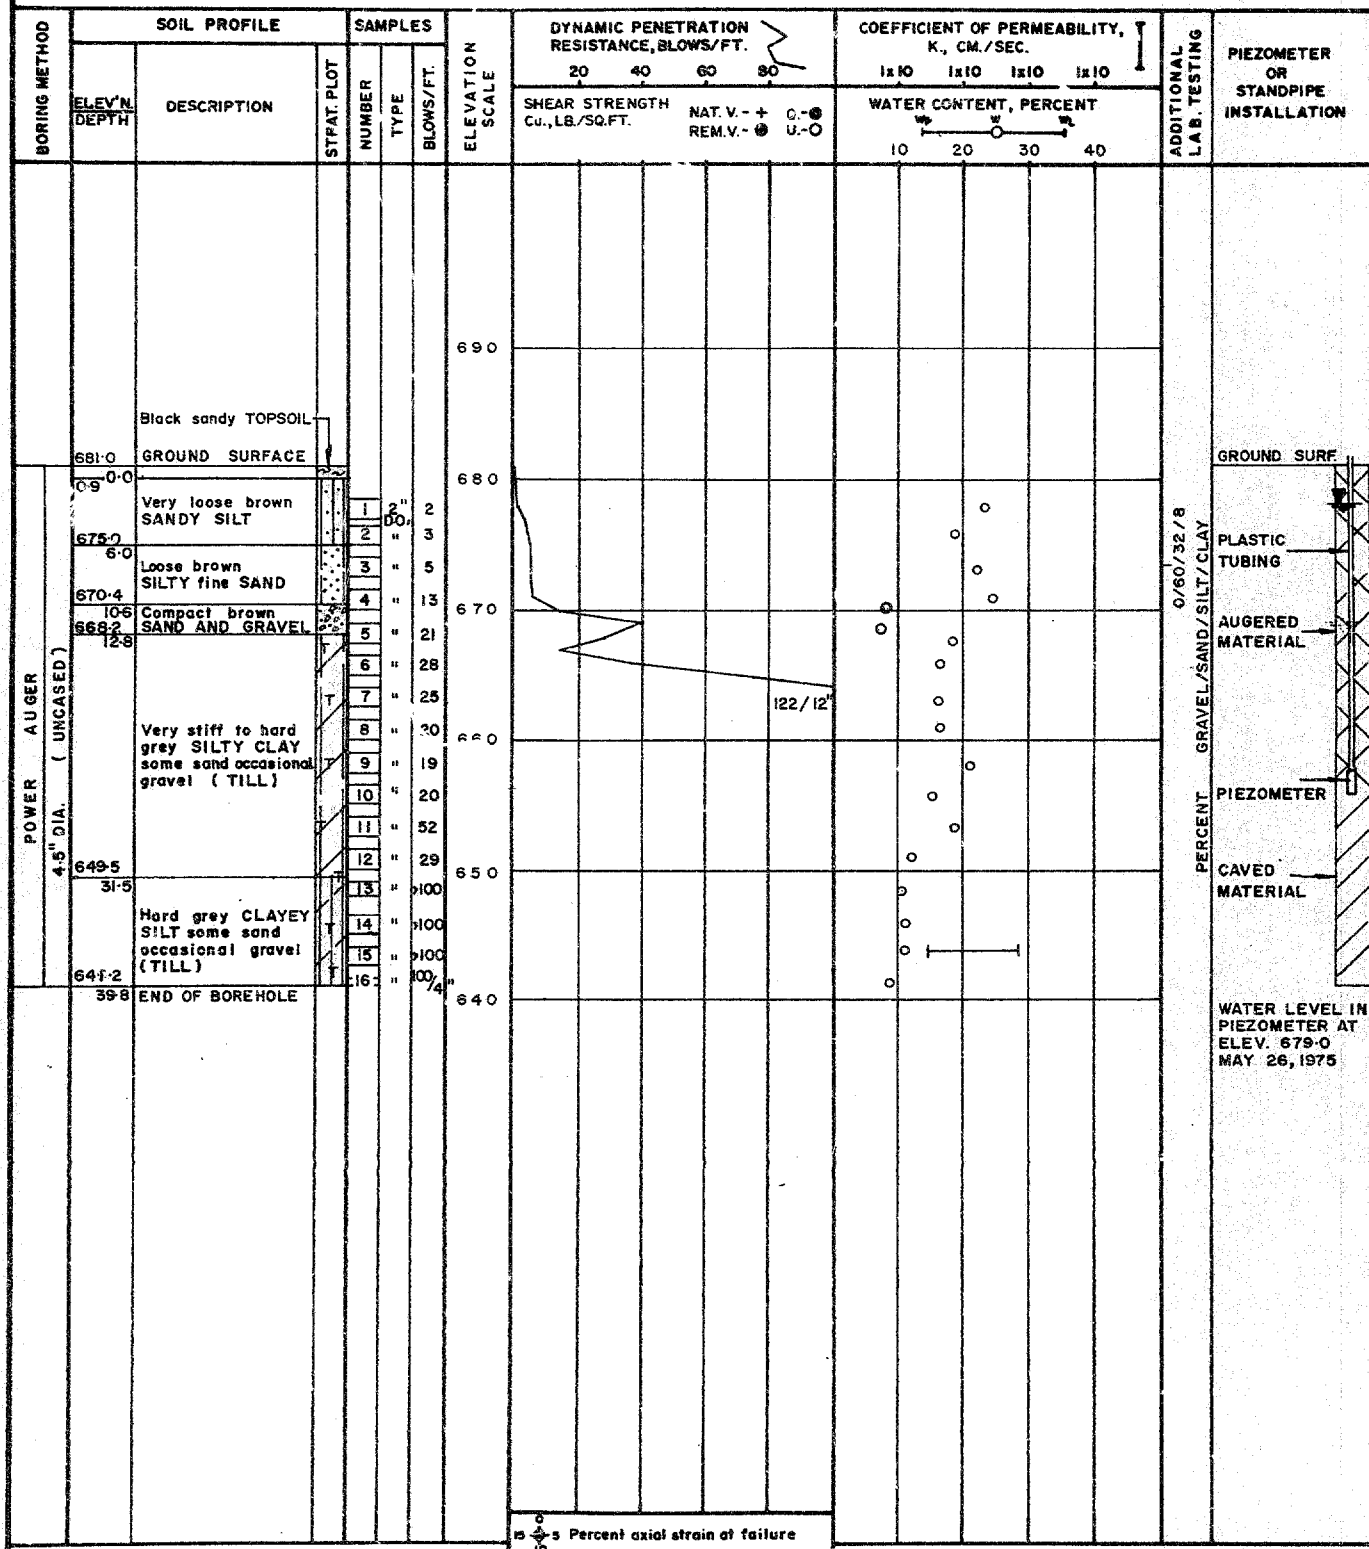 BORING METHOD
SOIL PROFILE
ELEV'N.
DEPTH
DESCRIPTION
STRAT. PLOT
SAMPLES
NUMBER
TYPE
BLOWS/FT.
ELEVATION
SCALE
DYNAMIC PENETRATION
RESISTANCE, BLOWS/FT.
20 40 60 80
SHEAR STRENGTH
Cu., LB./SQ.FT.
NAT. V.- + Q.-
REM.V.- U.-O
COEFFICIENT OF PERMEABILITY,
K., CM./SEC.
1x10 1x10 1x10 1x10
WATER CONTENT, PERCENT
Wp W WL
10 20 30 40
ADDITIONAL
LAB. TESTING
PIEZOMETER
OR
STANDPIPE
INSTALLATION
690
680
670
660
650
640
POWER AUGER
4.5" DIA. (UNCASED)
Black sandy TOPSOIL
681.0 GROUND SURFACE
0.0
0.9
Very loose brown
SANDY SILT
675.0
6.0
Loose brown
SILTY fine SAND
670.4
10.6 Compact brown
668.2 SAND AND GRAVEL
12.8
Very stiff to hard
grey SILTY CLAY
some sand occasional
gravel (TILL)
649.5
31.5
Hard grey CLAYEY
SILT some sand
occasional gravel
(TILL)
641.2
39.8 END OF BOREHOLE
1 2" D.O. 2
2 " 3
3 " 5
4 " 13
5 " 21
6 " 28
7 " 25
8 "
9 " 19
10 " 20
11 " 52
12 " 29
13 " >100
14 " >100
15 " >100
16 " 100/4"
122/12"
0/60/32/8
PERCENT GRAVEL/SAND/SILT/CLAY
GROUND SURF.
PLASTIC
TUBING
AUGERED
MATERIAL
PIEZOMETER
CAVED
MATERIAL
WATER LEVEL IN
PIEZOMETER AT
ELEV. 679.0
MAY 26, 1975
15 5 Percent axial strain at failure